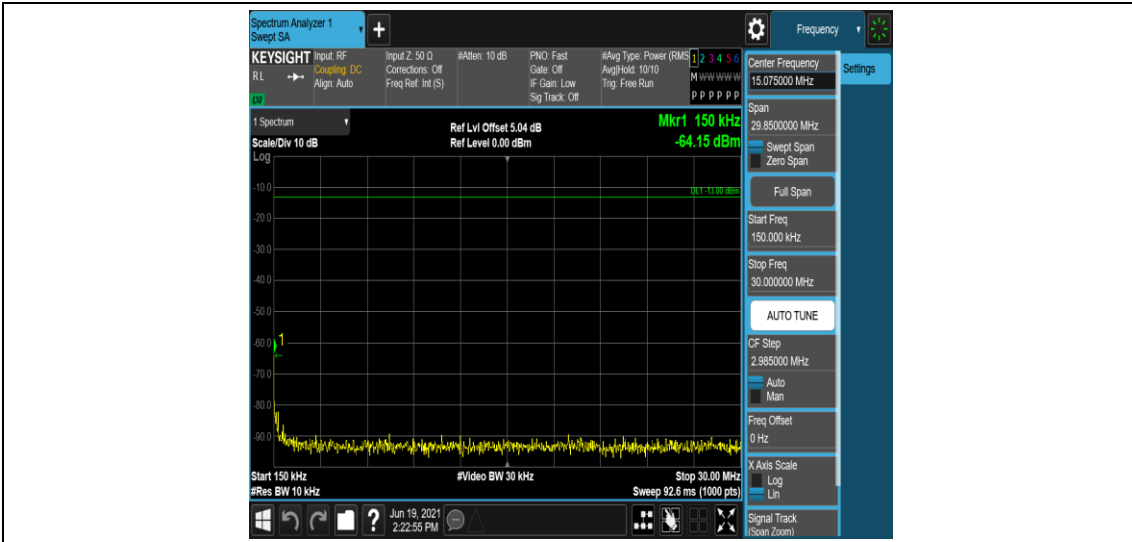 Spectrum Analyzer 1
Swept SA
+
Frequency
KEYSIGHT
RL
Input: RF
Coupling: DC
Align: Auto
Input Z: 50 Ω
Corrections: Off
Freq Ref: Int (S)
#Atten: 10 dB
PNO: Fast
Gate: Off
IF Gain: Low
Sig Track: Off
#Avg Type: Power (RMS
Avg|Hold: 10/10
Trig: Free Run
1 2 3 4 5 6
M W W W W W
P P P P P P
1 Spectrum
Scale/Div 10 dB
Log
Ref Lvl Offset 5.04 dB
Ref Level 0.00 dBm
Mkr1 150 kHz
-64.15 dBm
DL1 -13.00 dBm
-10.0
-20.0
-30.0
-40.0
-50.0
-60.0
-70.0
-80.0
-90.0
1
Start 150 kHz
#Res BW 10 kHz
#Video BW 30 kHz
Stop 30.00 MHz
Sweep 92.6 ms (1000 pts)
?
Jun 19, 2021
2:22:55 PM
Center Frequency
15.075000 MHz
Settings
Span
29.8500000 MHz
Swept Span
Zero Span
Full Span
Start Freq
150.000 kHz
Stop Freq
30.000000 MHz
AUTO TUNE
CF Step
2.985000 MHz
Auto
Man
Freq Offset
0 Hz
X Axis Scale
Log
Lin
Signal Track
(Span Zoom)